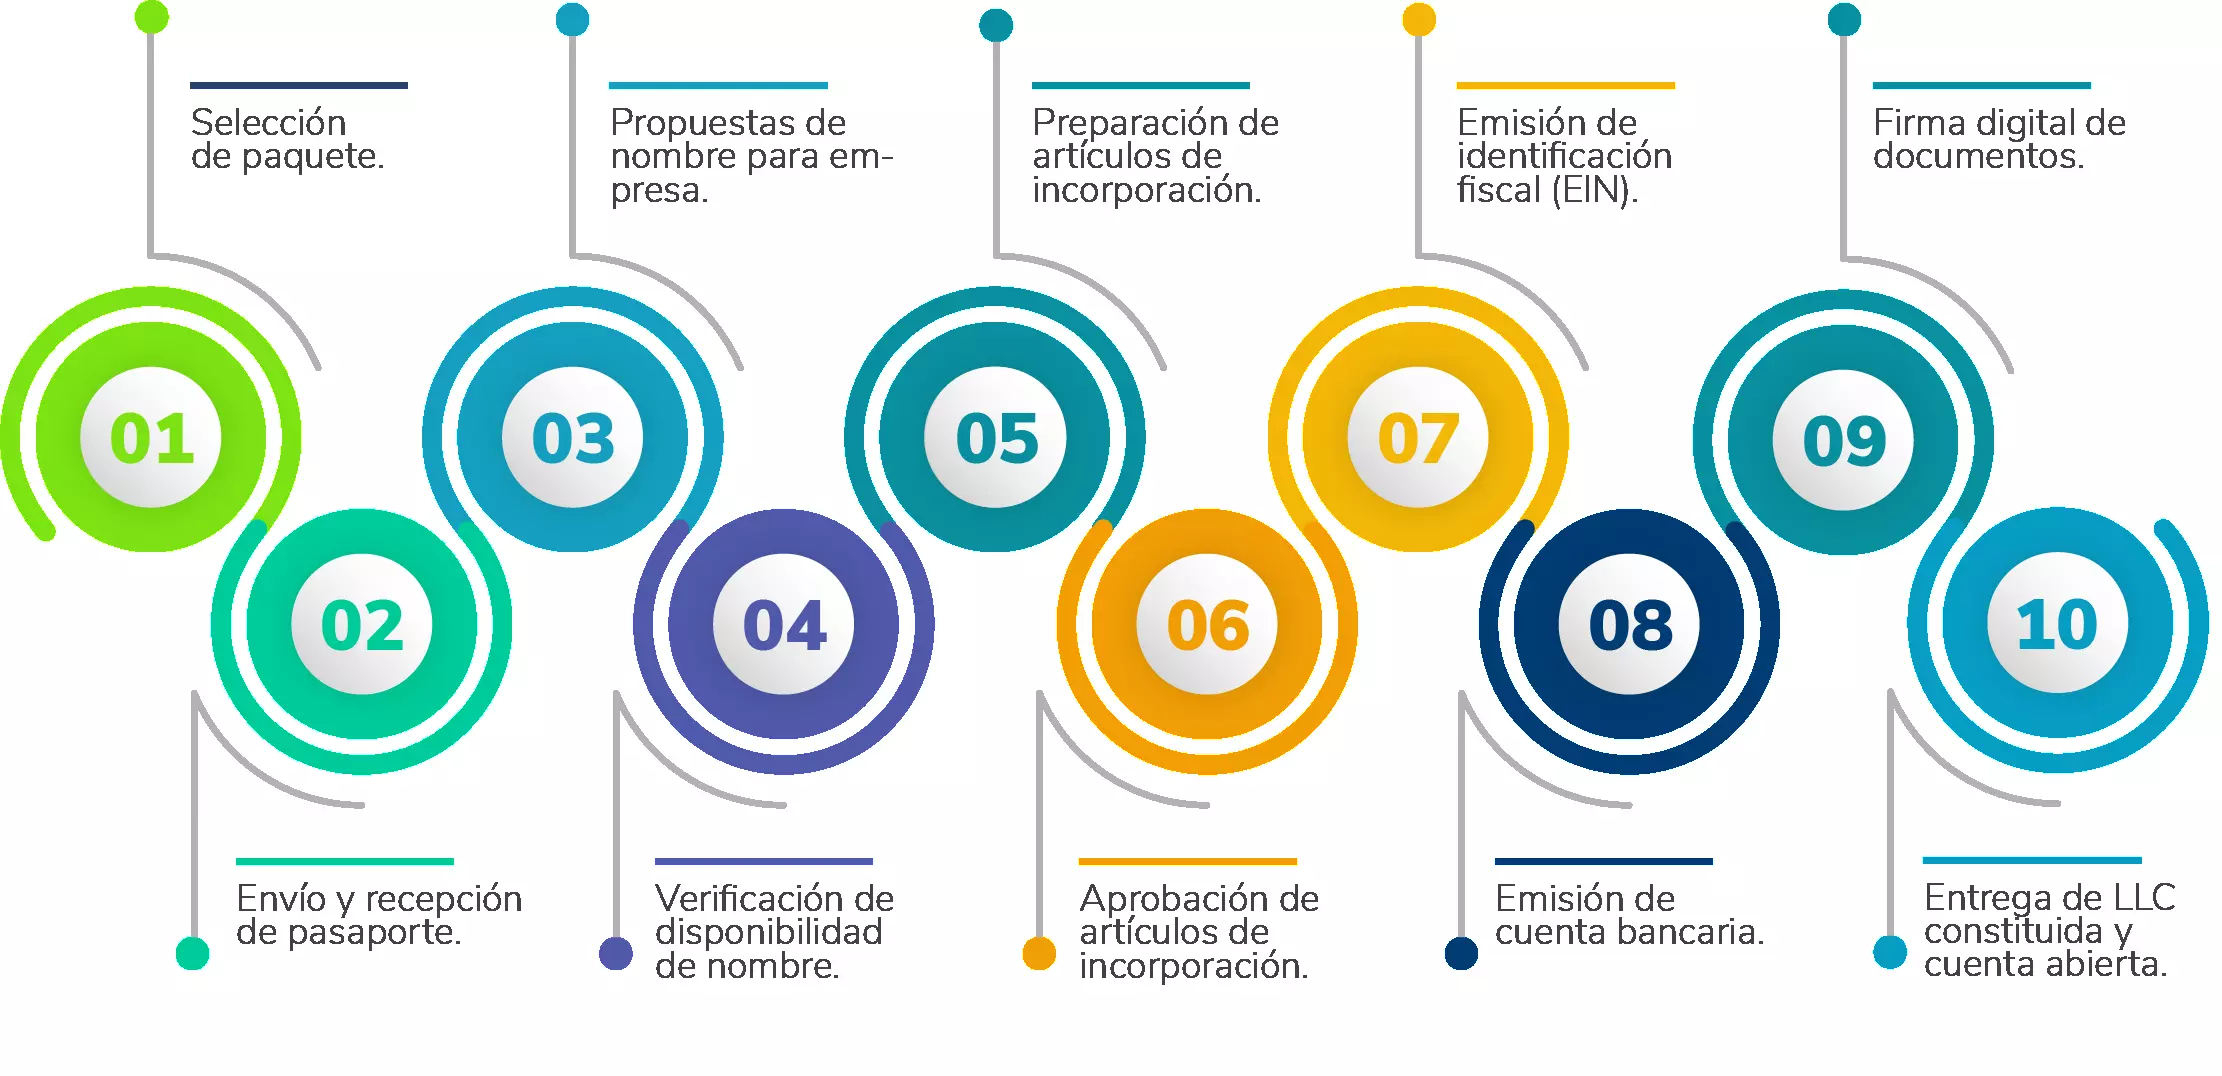 Selección
de paquete.
Propuestas de
nombre para em-
presa.
Preparación de
artículos de
incorporación.
Emisión de
identificación
fiscal (EIN).
Firma digital de
documentos.
01
03
05
07
09
02
04
06
08
10
Envío y recepción
de pasaporte.
Verificación de
disponibilidad
de nombre.
Aprobación de
artículos de
incorporación.
Emisión de
cuenta bancaria.
Entrega de LLC
constituida y
cuenta abierta.